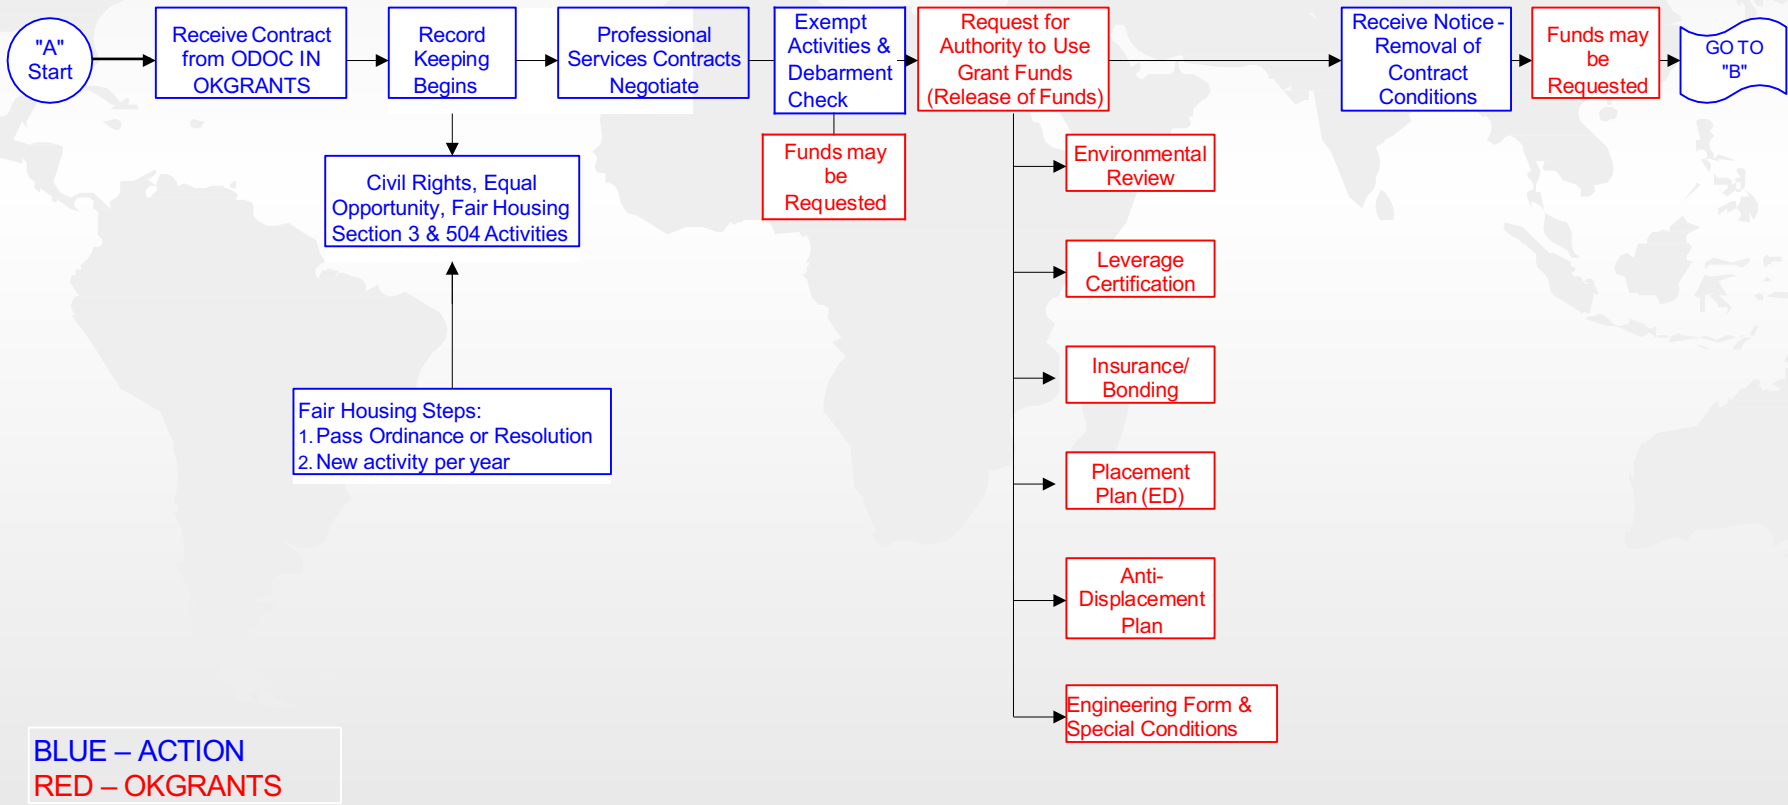 "A"
Start
Receive Contract
from ODOC IN
OKGRANTS
Record
Keeping
Begins
Professional
Services Contracts
Negotiate
Exempt
Activities &
Debarment
Check
Request for
Authority to Use
Grant Funds
(Release of Funds)
Receive Notice -
Removal of
Contract
Conditions
Funds may
be
Requested
GO TO
"B"
Funds may
be
Requested
Civil Rights, Equal
Opportunity, Fair Housing
Section 3 & 504 Activities
Fair Housing Steps:
1. Pass Ordinance or Resolution
2. New activity per year
Environmental
Review
Leverage
Certification
Insurance/
Bonding
Placement
Plan (ED)
Anti-
Displacement
Plan
Engineering Form &
Special Conditions
BLUE – ACTION
RED – OKGRANTS